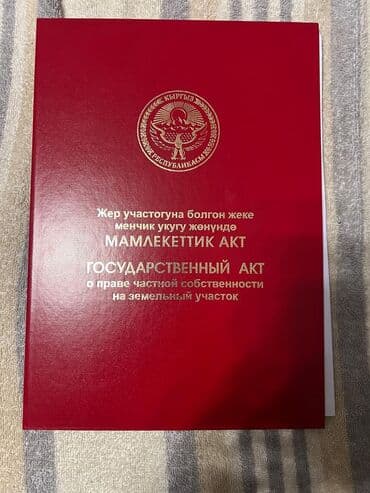 КЫРГЫЗ
РЕСПУБЛИКАСЫ
Жер участогуна болгон жеке
менчик укугу жөнүндө
МАМЛЕКЕТТИК АКТ
ГОСУДАРСТВЕННЫЙ АКТ
о праве частной собственности
на земельный участок